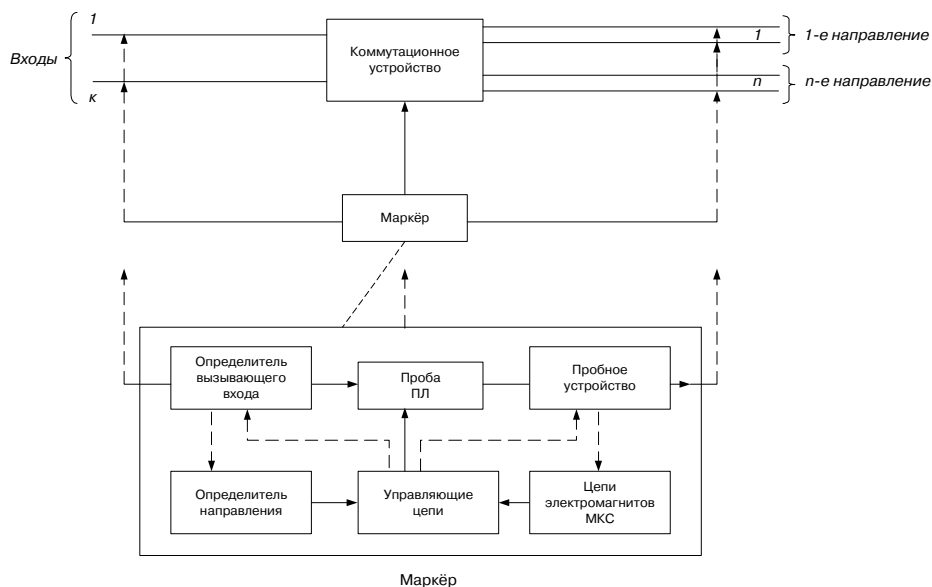 1
Входы
к
Коммутационное
устройство
1
1-е направление
n
n-е направление
Маркёр
Определитель
вызывающего
входа
Проба
ПЛ
Пробное
устройство
Определитель
направления
Управляющие
цепи
Цепи
электромагнитов
МКС
Маркёр